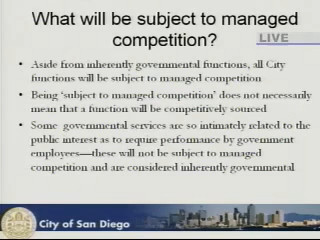 What will be subject to managed
competition?
LIVE
• Aside from inherently governmental functions, all City
functions will be subject to managed competition
• Being 'subject to managed competition' does not necessarily
mean that a function will be competitively sourced
• Some governmental services are so intimately related to the
public interest as to require performance by government
employees—these will not be subject to managed
competition and are considered inherently governmental
City of San Diego